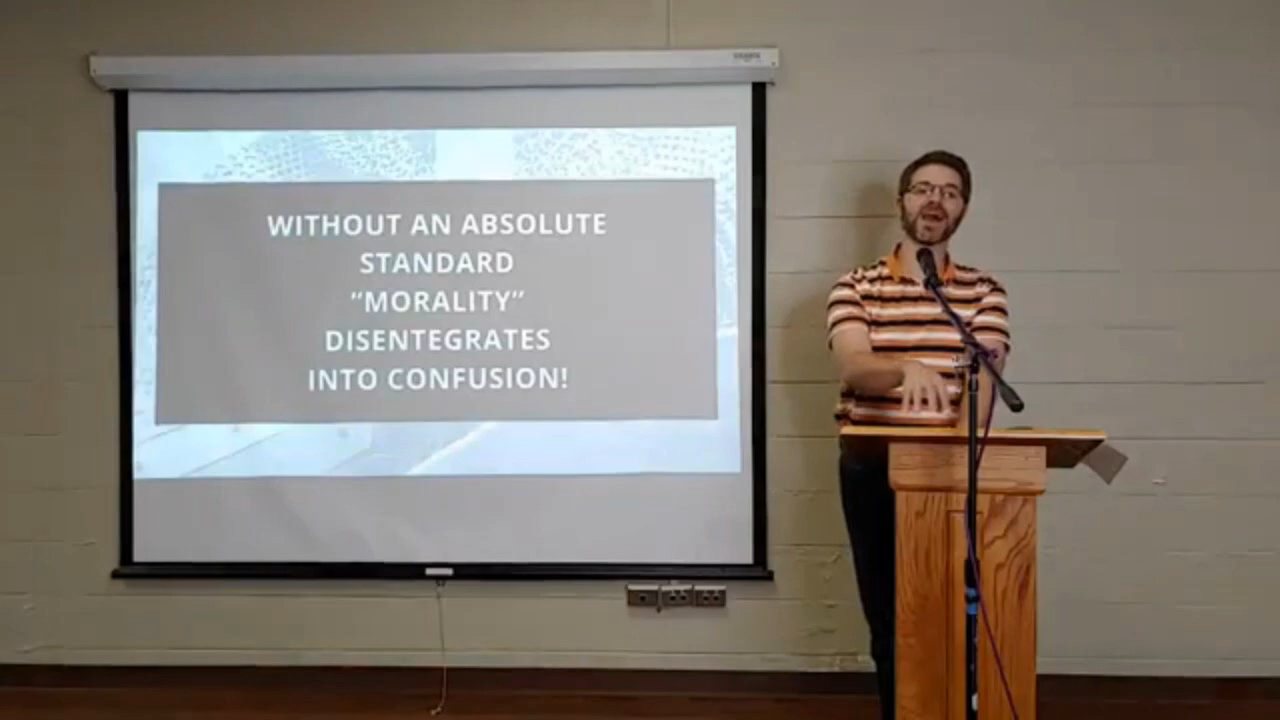 WITHOUT AN ABSOLUTE
STANDARD
“MORALITY”
DISENTEGRATES
INTO CONFUSION!